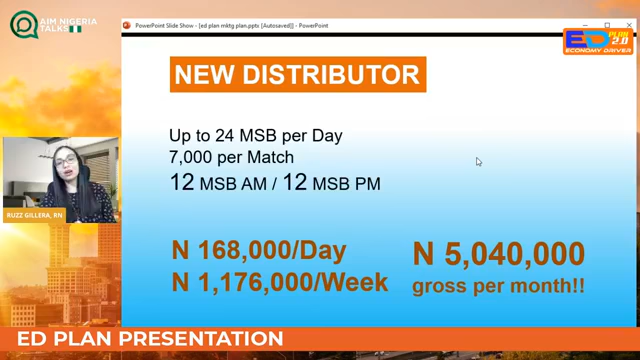 AIM NIGERIA
TALKS
PowerPoint Slide Show - [ed plan mktg plan.pptx [Autosaved]] - PowerPoint
ED PLAN 2.0
ECONOMY DRIVER
NEW DISTRIBUTOR
Up to 24 MSB per Day
7,000 per Match
12 MSB AM / 12 MSB PM
N 168,000/Day
N 1,176,000/Week
N 5,040,000
gross per month!!
RUZZ GILLERA, RN
ED PLAN PRESENTATION